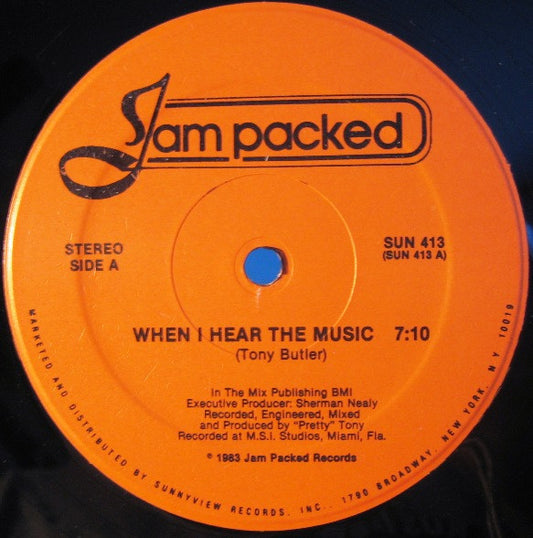 Jam packed
STEREO
SIDE A
SUN 413
(SUN 413 A)
WHEN I HEAR THE MUSIC 7:10
(Tony Butler)
In The Mix Publishing BMI
Executive Producer: Sherman Nealy
Recorded, Engineered, Mixed
and Produced by "Pretty" Tony
Recorded at M.S.I. Studios, Miami, Fla.
℗ 1983 Jam Packed Records
MARKETED AND DISTRIBUTED BY SUNNYVIEW RECORDS, INC., 1790 BROADWAY, NEW YORK, N.Y. 10019